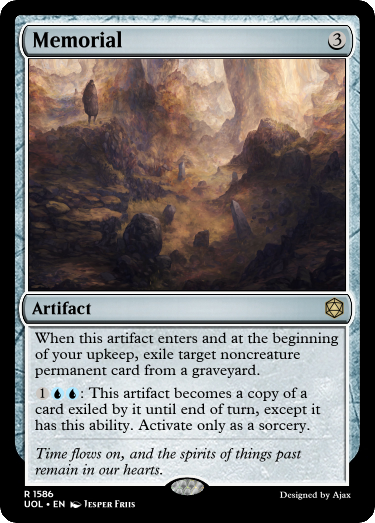 Memorial 3
Artifact
When this artifact enters and at the beginning
of your upkeep, exile target noncreature
permanent card from a graveyard.
1: This artifact becomes a copy of a
card exiled by it until end of turn, except it
has this ability. Activate only as a sorcery.
Time flows on, and the spirits of things past
remain in our hearts.
R 1586
UOL • EN Jesper Friis
Designed by Ajax